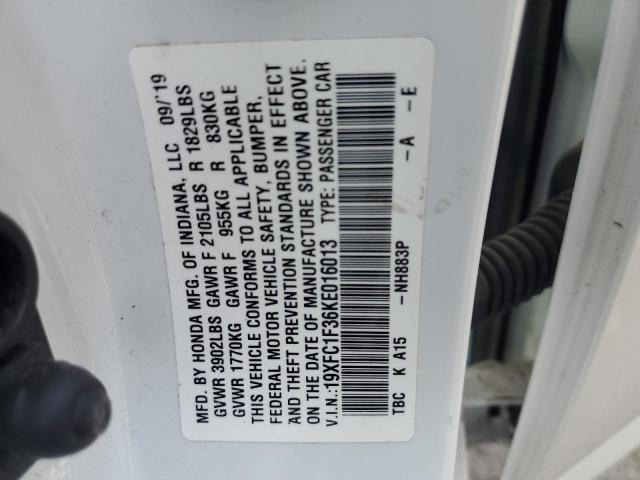 MFD. BY HONDA MFG. OF INDIANA, LLC 09/'19
GVWR 3902LBS GAWR F 2105LBS R 1829LBS
GVWR 1770KG GAWR F 955KG R 830KG
THIS VEHICLE CONFORMS TO ALL APPLICABLE
FEDERAL MOTOR VEHICLE SAFETY, BUMPER,
AND THEFT PREVENTION STANDARDS IN EFFECT
ON THE DATE OF MANUFACTURE SHOWN ABOVE.
V.I.N.:19XFC1F36KE016013 TYPE: PASSENGER CAR
TBC K A15 -NH883P -A -E